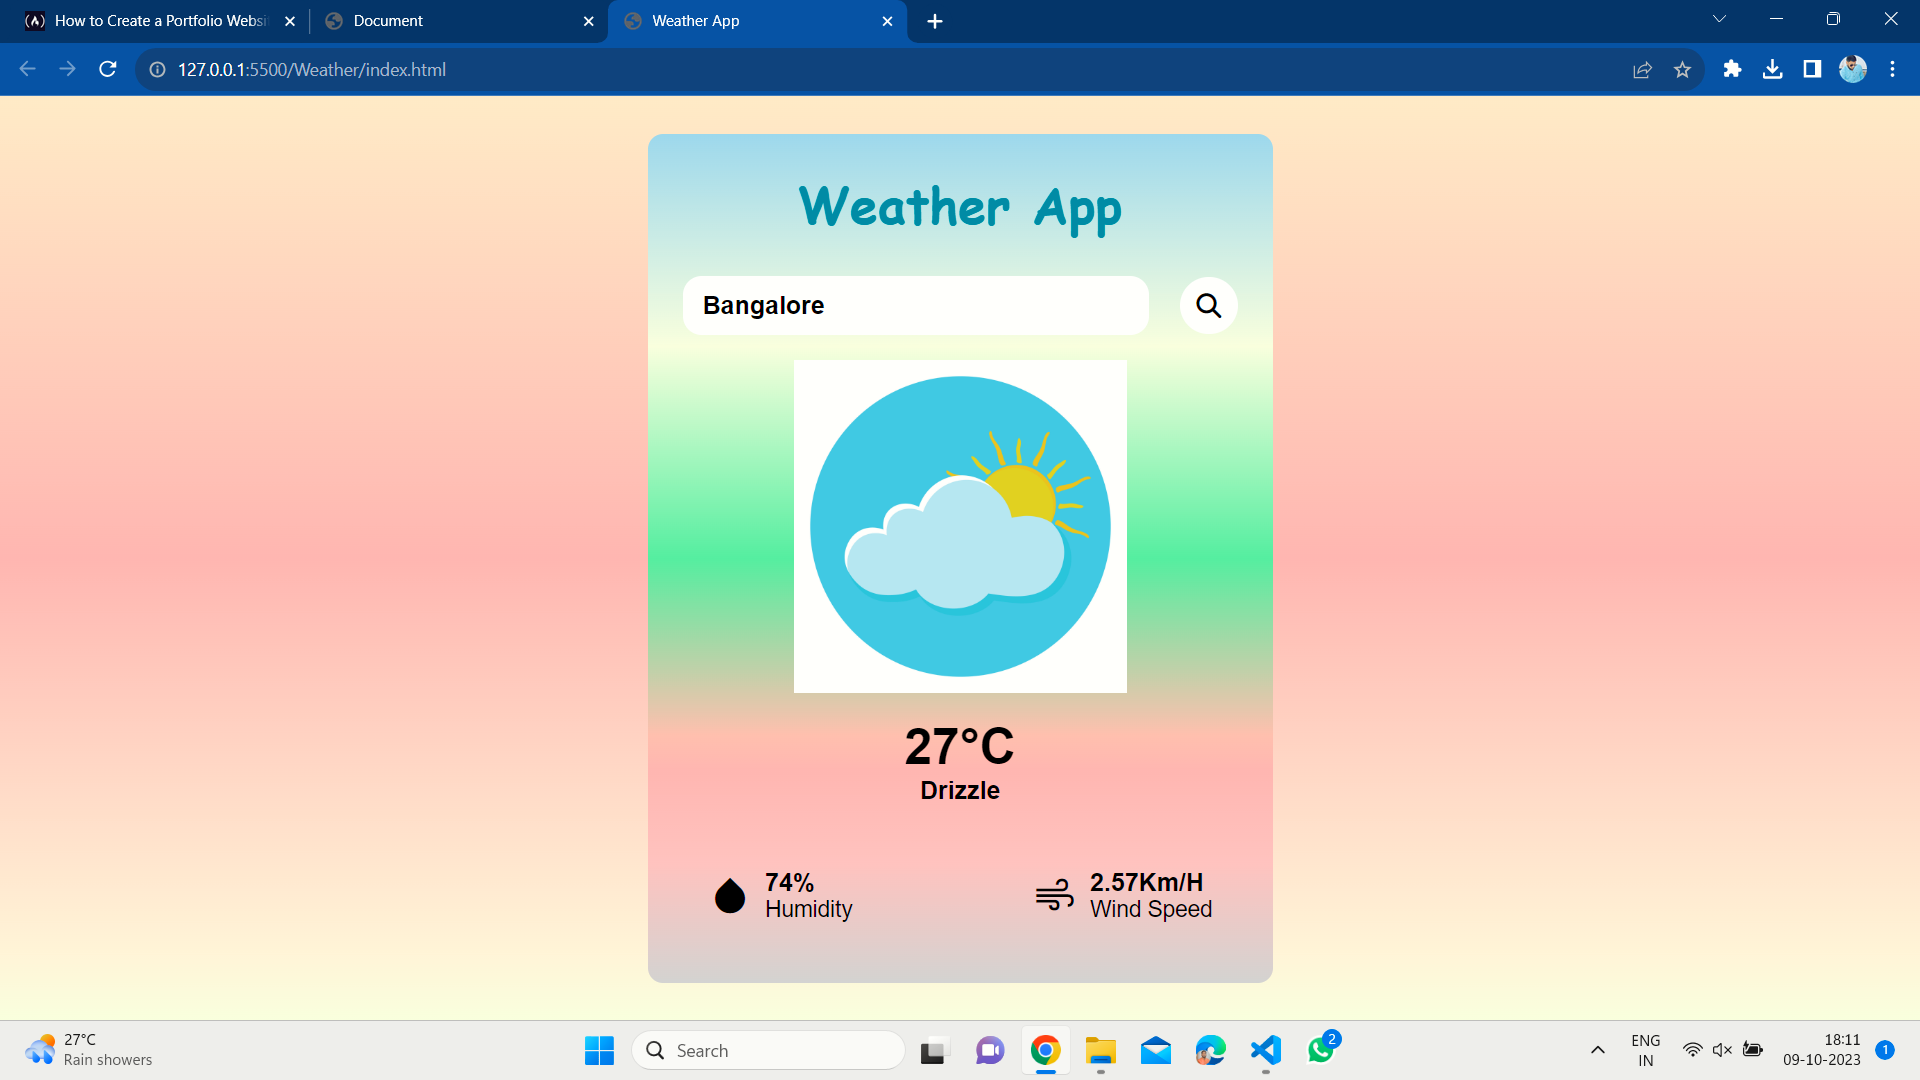 How to Create a Portfolio Websi
Document
Weather App
127.0.0.1:5500/Weather/index.html
Weather App
Bangalore
27°C
Drizzle
74%
Humidity
2.57Km/H
Wind Speed
27°C
Rain showers
Search
2
ENG
IN
18:11
09-10-2023
1